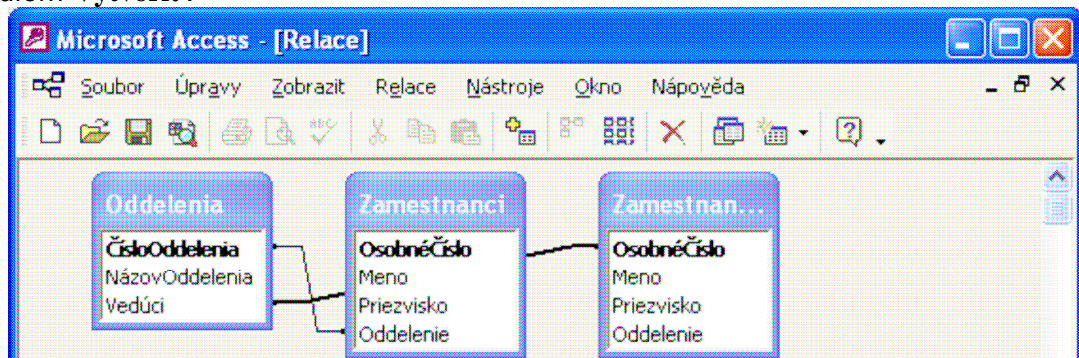 Microsoft Access - [Relace]
Soubor Úpravy Zobrazit Relace Nástroje Okno Nápověda
Oddelenia
ČísloOddelenia
NázovOddelenia
Vedúci
Zamestnanci
OsobnéČíslo
Meno
Priezvisko
Oddelenie
Zamestnan...
OsobnéČíslo
Meno
Priezvisko
Oddelenie